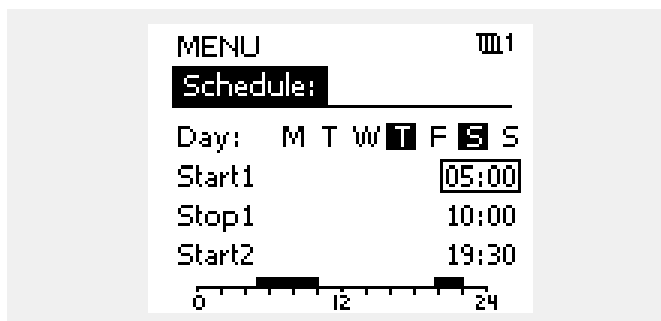 MENU 1
Schedule:
Day: M T W T F S S
Start1 05:00
Stop1 10:00
Start2 19:30
0 12 24